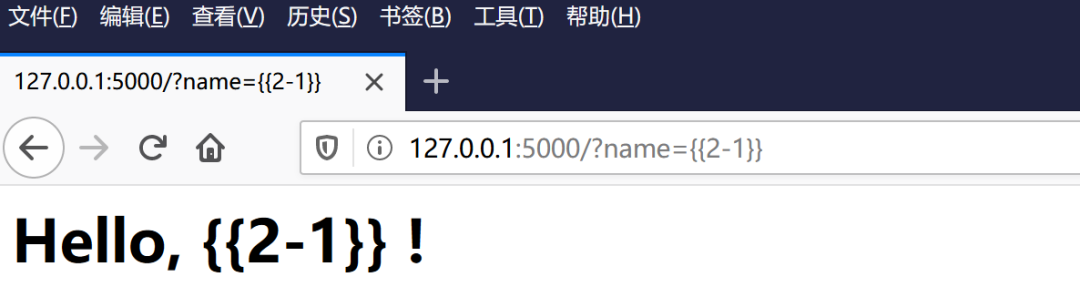 文件(F) 编辑(E) 查看(V) 历史(S) 书签(B) 工具(T) 帮助(H)
127.0.0.1:5000/?name={{2-1}}
127.0.0.1:5000/?name={{2-1}}
Hello, {{2-1}} !